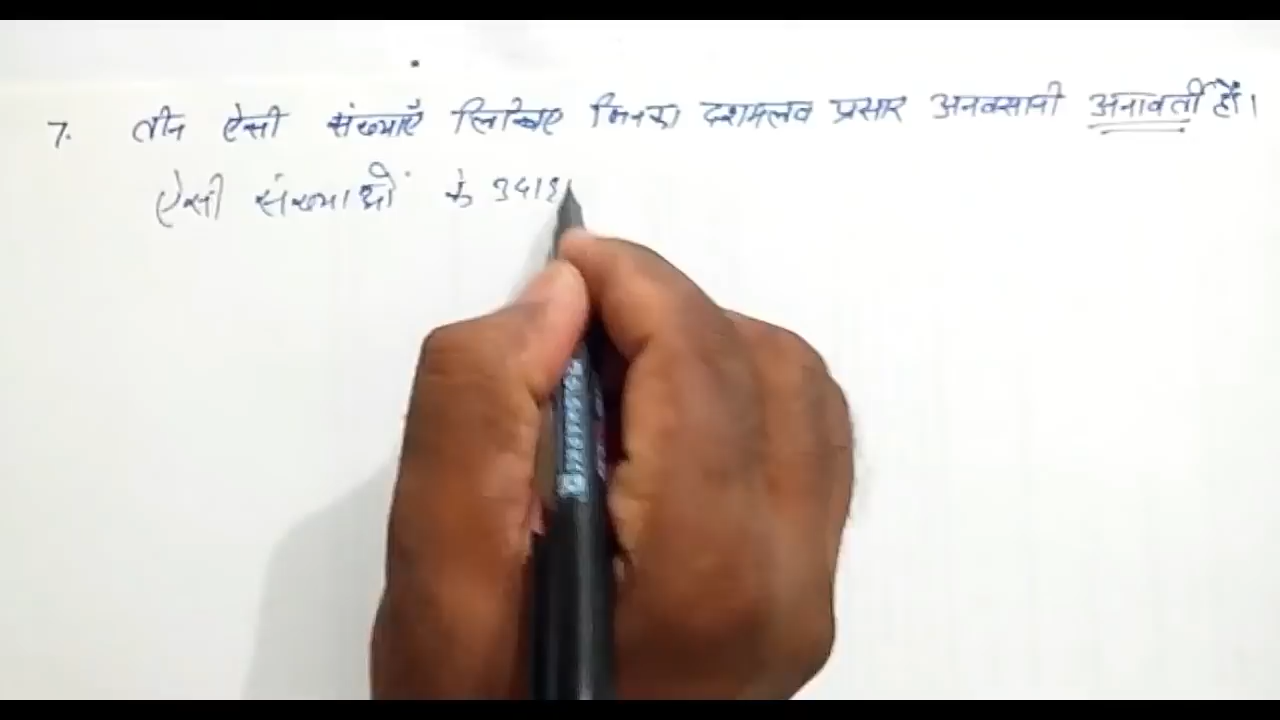 7. तीन ऐसी संख्याएँ लिखिए जिनका दशमलव प्रसार अनवसानी अनावर्ती हों।
ऐसी संख्याओं के उदाह